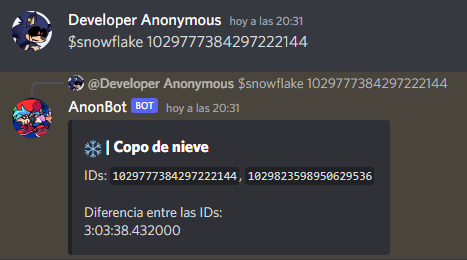 Developer Anonymous hoy a las 20:31
$snowflake 1029777384297222144
@Developer Anonymous $snowflake 1029777384297222144
AnonBot BOT hoy a las 20:31
| Copo de nieve
IDs: 1029777384297222144, 1029823598950629536
Diferencia entre las IDs:
3:03:38.432000